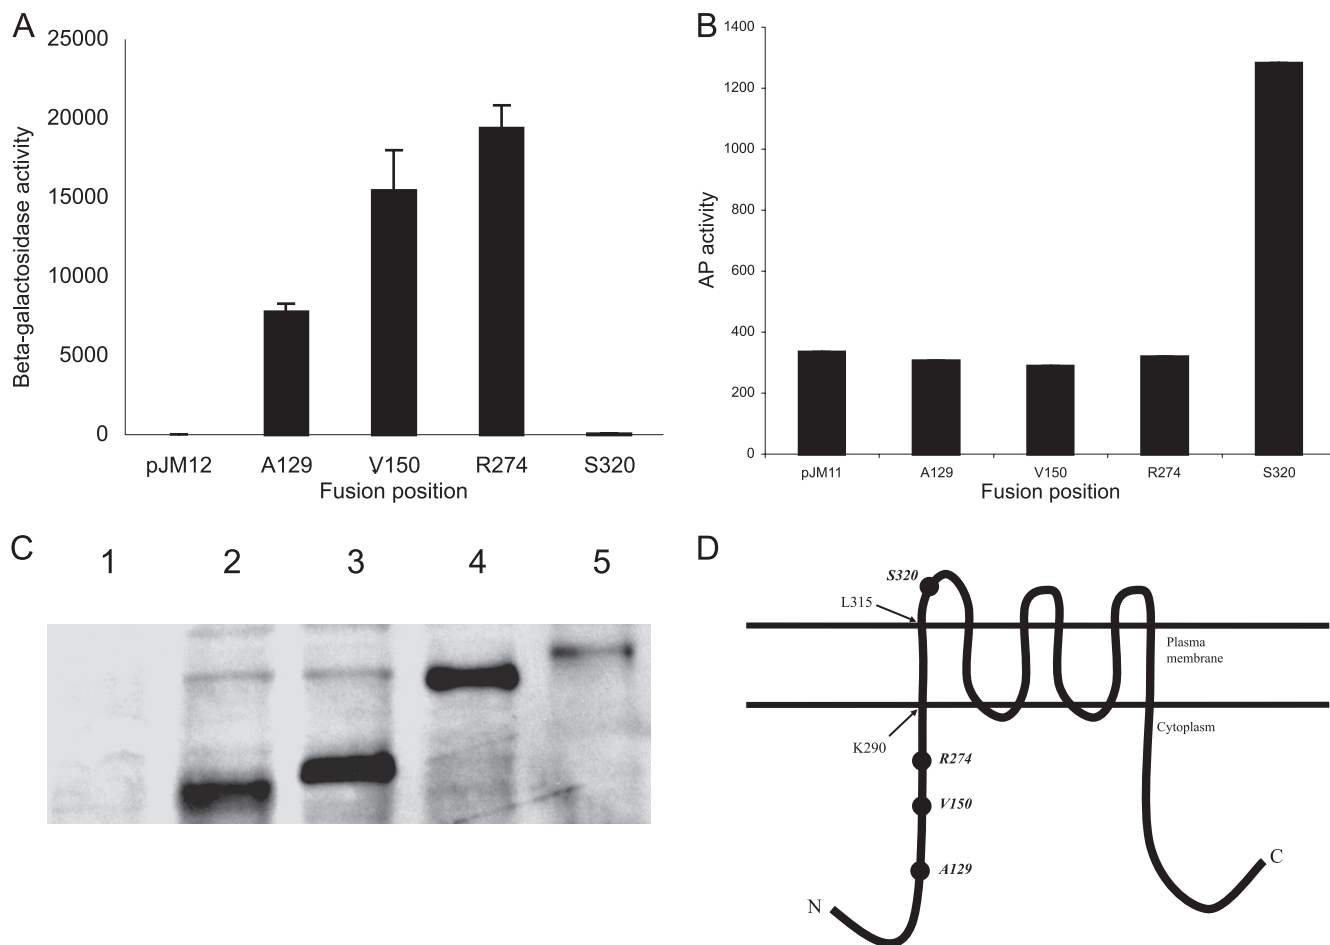 A
25000
20000
15000
10000
5000
0
Beta-galactosidase activity
pJM12 A129 V150 R274 S320
Fusion position
B
1400
1200
1000
800
600
400
200
0
AP activity
pJM11 A129 V150 R274 S320
Fusion position
C
1 2 3 4 5
D
S320
L315
Plasma
membrane
K290
Cytoplasm
R274
V150
A129
N
C